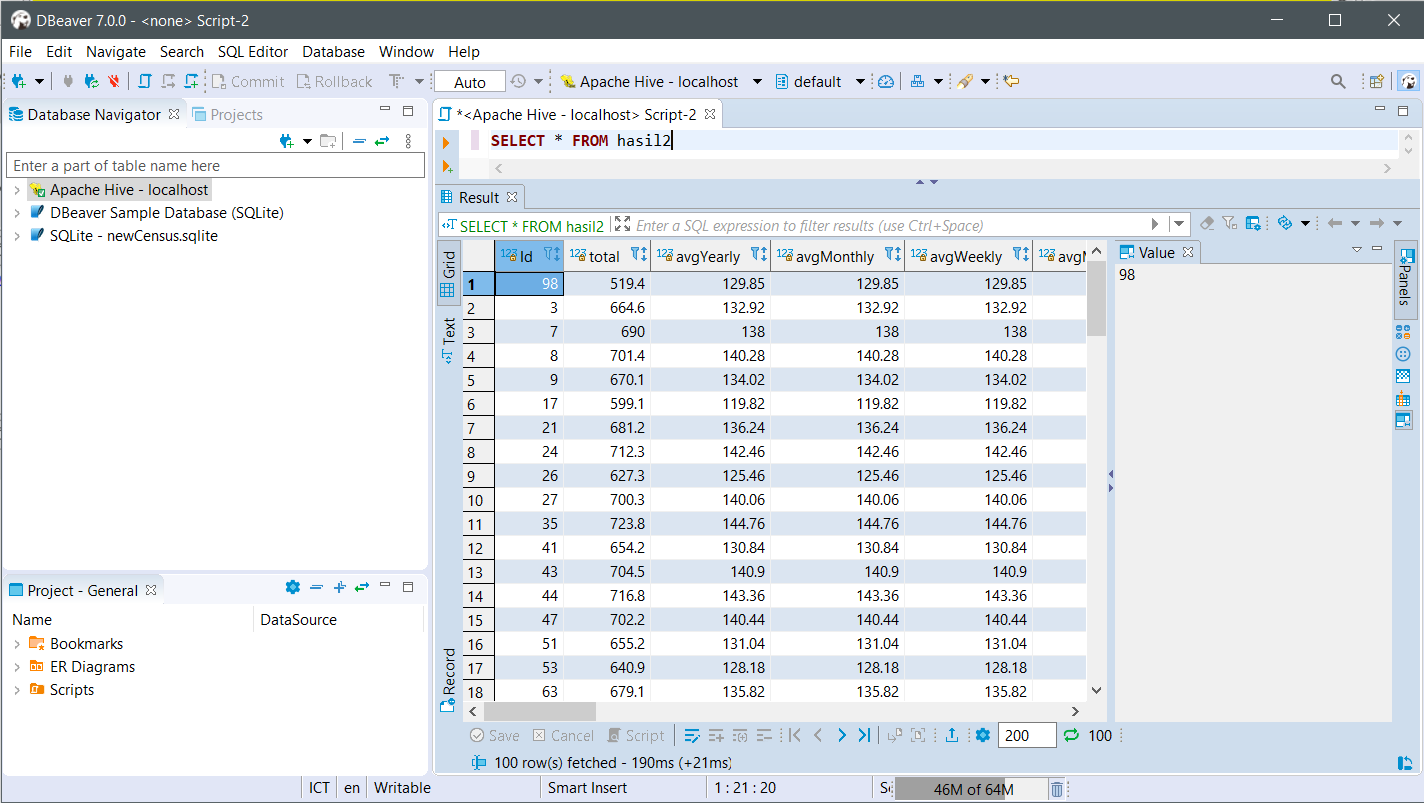 DBeaver 7.0.0 - <none> Script-2
File Edit Navigate Search SQL Editor Database Window Help
Commit Rollback Auto Apache Hive - localhost default
Database Navigator Projects
Enter a part of table name here
Apache Hive - localhost
DBeaver Sample Database (SQLite)
SQLite - newCensus.sqlite
Project - General
Name DataSource
Bookmarks
ER Diagrams
Scripts
*<Apache Hive - localhost> Script-2
SELECT * FROM hasil2
Result
SELECT * FROM hasil2 Enter a SQL expression to filter results (use Ctrl+Space)
Grid
Text
Record
123 Id 123 total 123 avgYearly 123 avgMonthly 123 avgWeekly 123
1 98 519.4 129.85 129.85 129.85
2 3 664.6 132.92 132.92 132.92
3 7 690 138 138 138
4 8 701.4 140.28 140.28 140.28
5 9 670.1 134.02 134.02 134.02
6 17 599.1 119.82 119.82 119.82
7 21 681.2 136.24 136.24 136.24
8 24 712.3 142.46 142.46 142.46
9 26 627.3 125.46 125.46 125.46
10 27 700.3 140.06 140.06 140.06
11 35 723.8 144.76 144.76 144.76
12 41 654.2 130.84 130.84 130.84
13 43 704.5 140.9 140.9 140.9
14 44 716.8 143.36 143.36 143.36
15 47 702.2 140.44 140.44 140.44
16 51 655.2 131.04 131.04 131.04
17 53 640.9 128.18 128.18 128.18
18 63 679.1 135.82 135.82 135.82
Value
98
Panels
Save Cancel Script 200 100
100 row(s) fetched - 190ms (+21ms)
ICT en Writable Smart Insert 1 : 21 : 20 46M of 64M